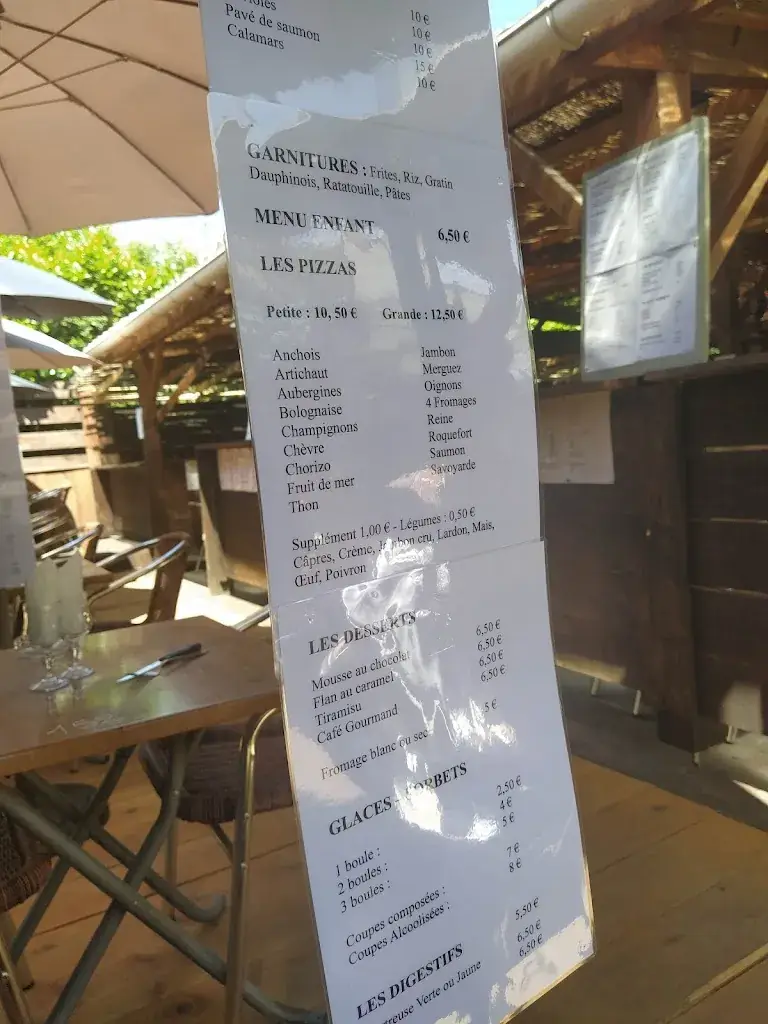 Pavé de saumon
Calamars
10 €
10 €
10 €
15 €
10 €
GARNITURES : Frites, Riz, Gratin
Dauphinois, Ratatouille, Pâtes
MENU ENFANT 6,50 €
LES PIZZAS
Petite : 10, 50 € Grande : 12,50 €
Anchois Jambon
Artichaut Merguez
Aubergines Oignons
Bolognaise 4 Fromages
Champignons Reine
Chèvre Roquefort
Chorizo Saumon
Fruit de mer Savoyarde
Thon
Supplément 1,00 € - Légumes : 0,50 €
Câpres, Crème, Jambon cru, Lardon, Mais,
Œuf, Poivron
LES DESSERTS
Mousse au chocolat 6,50 €
Flan au caramel 6,50 €
Tiramisu 6,50 €
Café Gourmand 6,50 €
Fromage blanc ou sec 5 €
GLACES - SORBETS
1 boule : 2,50 €
2 boules : 4 €
3 boules : 5 €
Coupes composées : 7 €
Coupes Alcoolisées : 8 €
LES DIGESTIFS
Verte ou Jaune
5,50 €
6,50 €
6,50 €